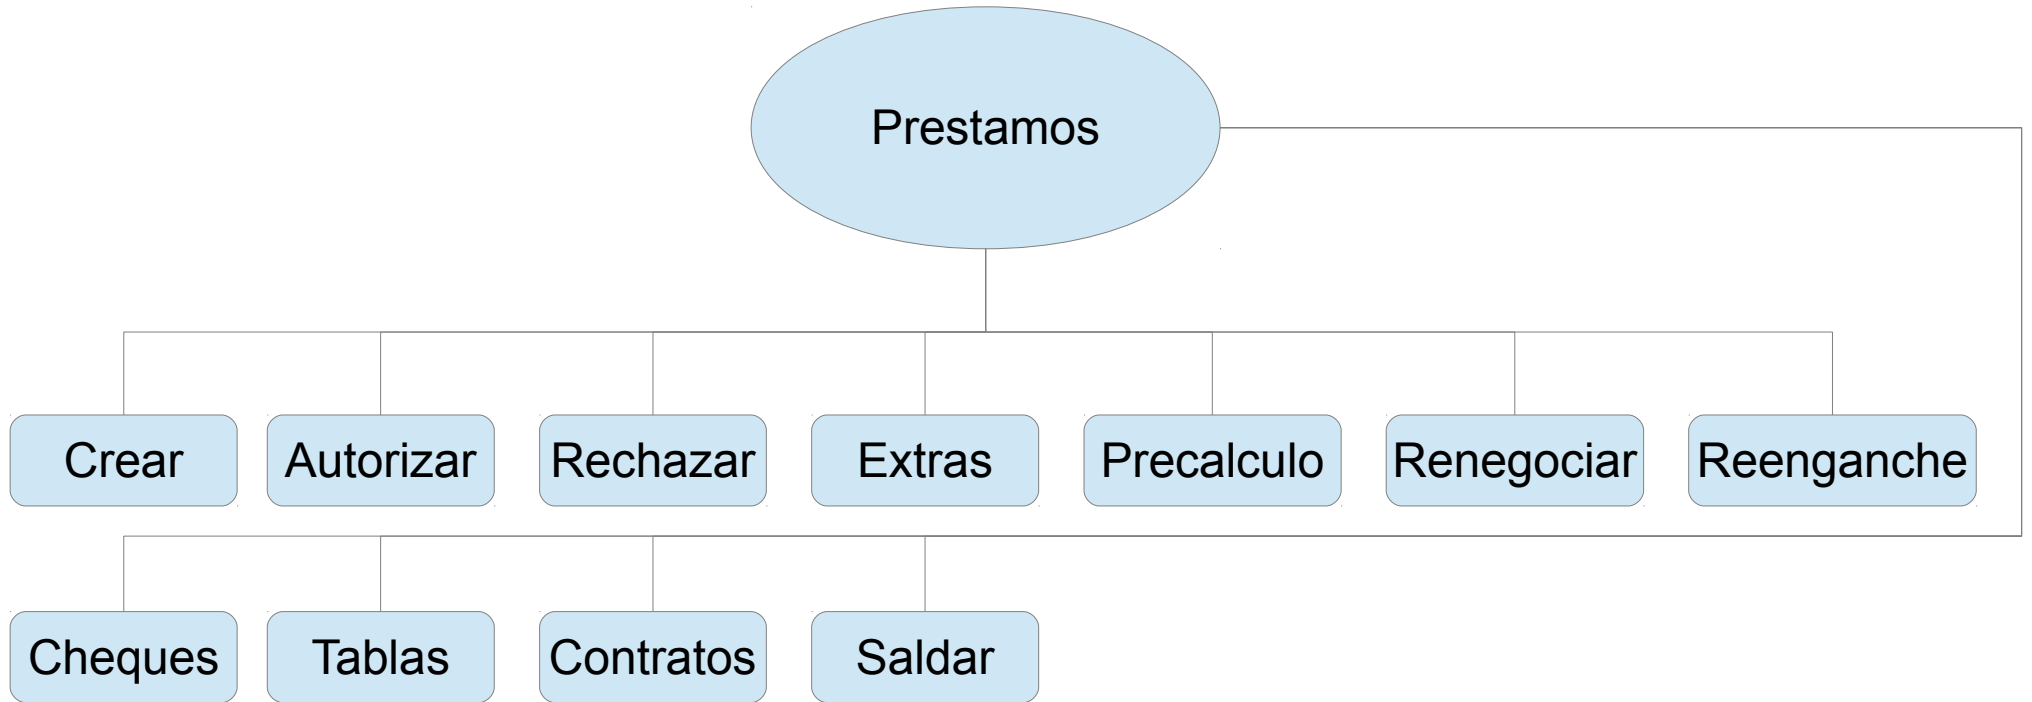 Prestamos
Crear
Autorizar
Rechazar
Extras
Precalculo
Renegociar
Reenganche
Cheques
Tablas
Contratos
Saldar